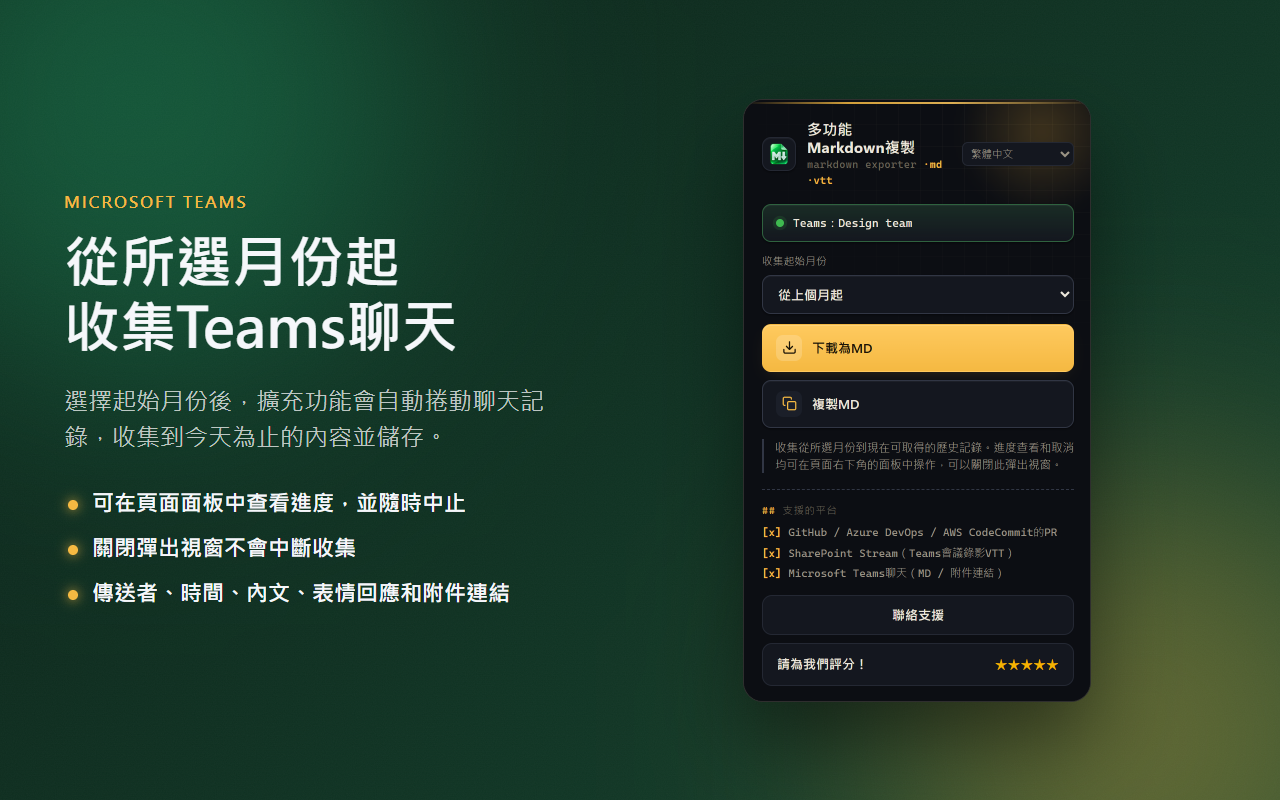 MICROSOFT TEAMS
從所選月份起
收集Teams聊天
選擇起始月份後，擴充功能會自動捲動聊天記
錄，收集到今天為止的內容並儲存。
可在頁面面板中查看進度，並隨時中止
關閉彈出視窗不會中斷收集
傳送者、時間、內文、表情回應和附件連結
多功能
Markdown複製
markdown exporter ·md
·vtt
繁體中文
Teams：Design team
收集起始月份
從上個月起
下載為MD
複製MD
收集從所選月份到現在可取得的歷史記錄。進度查看和取消
均可在頁面右下角的面板中操作，可以關閉此彈出視窗。
## 支援的平台
[x] GitHub / Azure DevOps / AWS CodeCommit的PR
[x] SharePoint Stream（Teams會議錄影VTT）
[x] Microsoft Teams聊天（MD / 附件連結）
聯絡支援
請為我們評分！ ★★★★★